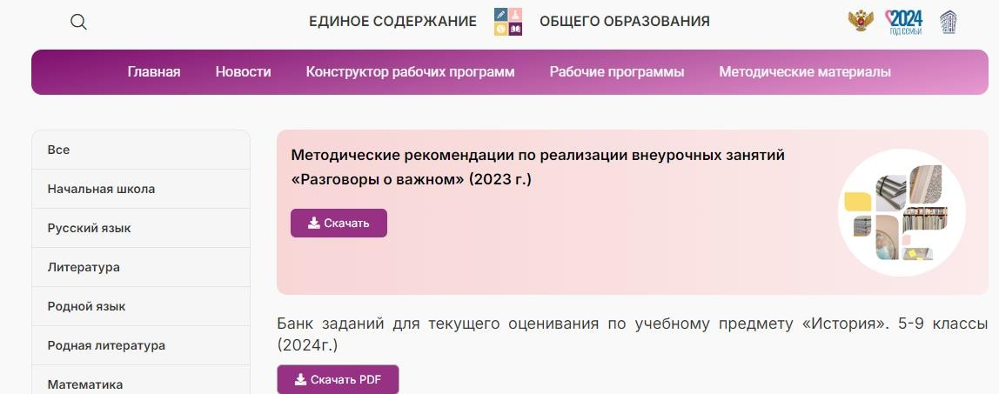 ЕДИНОЕ СОДЕРЖАНИЕ ОБЩЕГО ОБРАЗОВАНИЯ
2024
ГОД СЕМЬИ
Главная Новости Конструктор рабочих программ Рабочие программы Методические материалы
Все
Начальная школа
Русский язык
Литература
Родной язык
Родная литература
Математика
Методические рекомендации по реализации внеурочных занятий
«Разговоры о важном» (2023 г.)
Скачать
Банк заданий для текущего оценивания по учебному предмету «История». 5-9 классы
(2024г.)
Скачать PDF